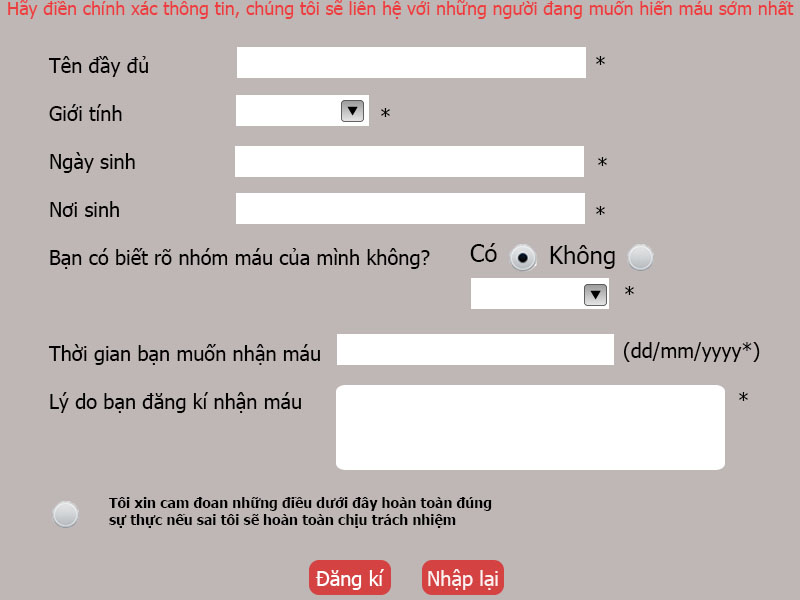 Hãy điền chính xác thông tin, chúng tôi sẽ liên hệ với những người đang muốn hiến máu sớm nhất
Tên đầy đủ *
Giới tính *
Ngày sinh *
Nơi sinh *
Bạn có biết rõ nhóm máu của mình không? Có Không
*
Thời gian bạn muốn nhận máu (dd/mm/yyyy*)
Lý do bạn đăng kí nhận máu *
Tôi xin cam đoan những điều dưới đây hoàn toàn đúng
sự thực nếu sai tôi sẽ hoàn toàn chịu trách nhiệm
Đăng kí Nhập lại